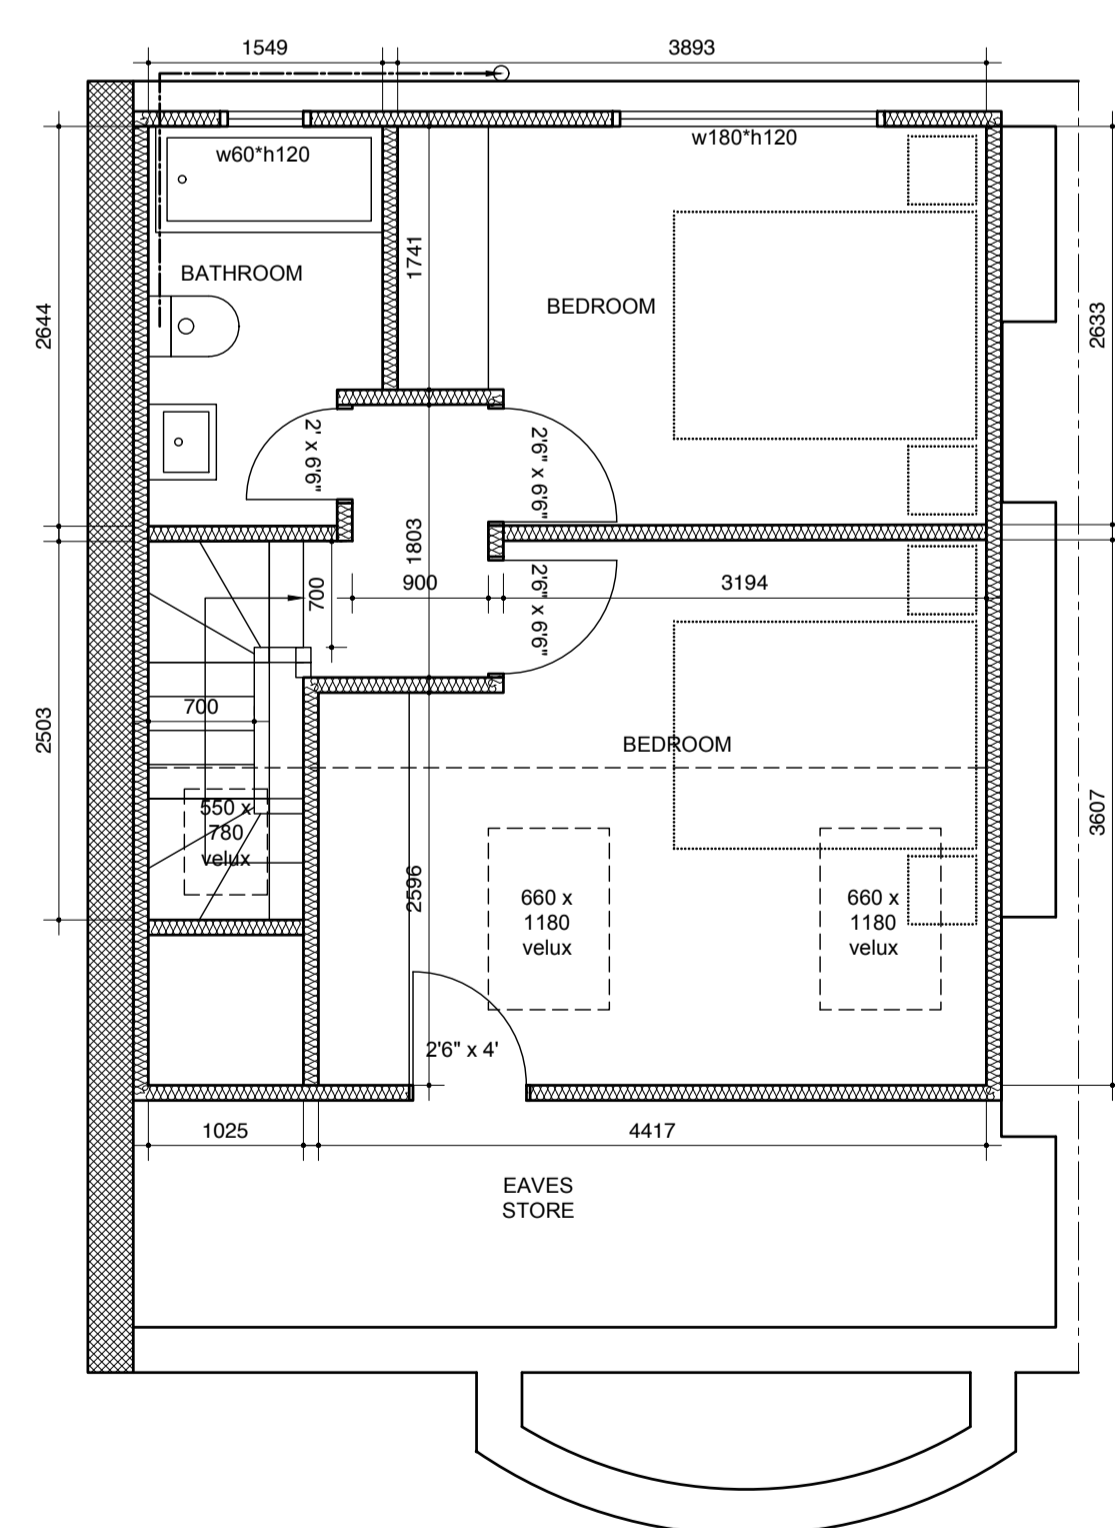 1549
3893
w60*h120
w180*h120
1741
BATHROOM
BEDROOM
2644
2633
2' x 6'6"
2'6" x 6'6"
1803
700
900
2'6" x 6'6"
3194
700
2503
BEDROOM
550 x
780
velux
3607
2596
660 x
1180
velux
660 x
1180
velux
2'6" x 4'
1025
4417
EAVES
STORE